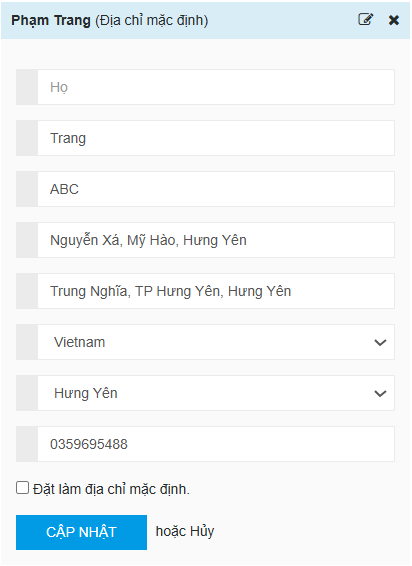 Phạm Trang (Địa chỉ mặc định)
Họ
Trang
ABC
Nguyễn Xá, Mỹ Hào, Hưng Yên
Trung Nghĩa, TP Hưng Yên, Hưng Yên
Vietnam
Hưng Yên
0359695488
Đặt làm địa chỉ mặc định.
CẬP NHẬT hoặc Hủy